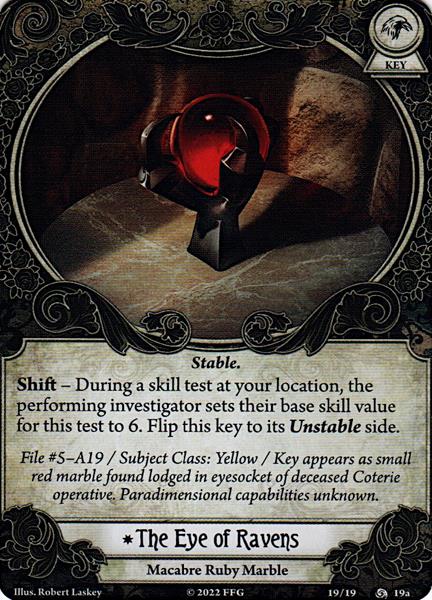 KEY
Stable.
Shift – During a skill test at your location, the
performing investigator sets their base skill value
for this test to 6. Flip this key to its Unstable side.
File #5–A19 / Subject Class: Yellow / Key appears as small
red marble found lodged in eyesocket of deceased Coterie
operative. Paradimensional capabilities unknown.
*The Eye of Ravens
Macabre Ruby Marble
Illus. Robert Laskey © 2022 FFG 19/19 19a